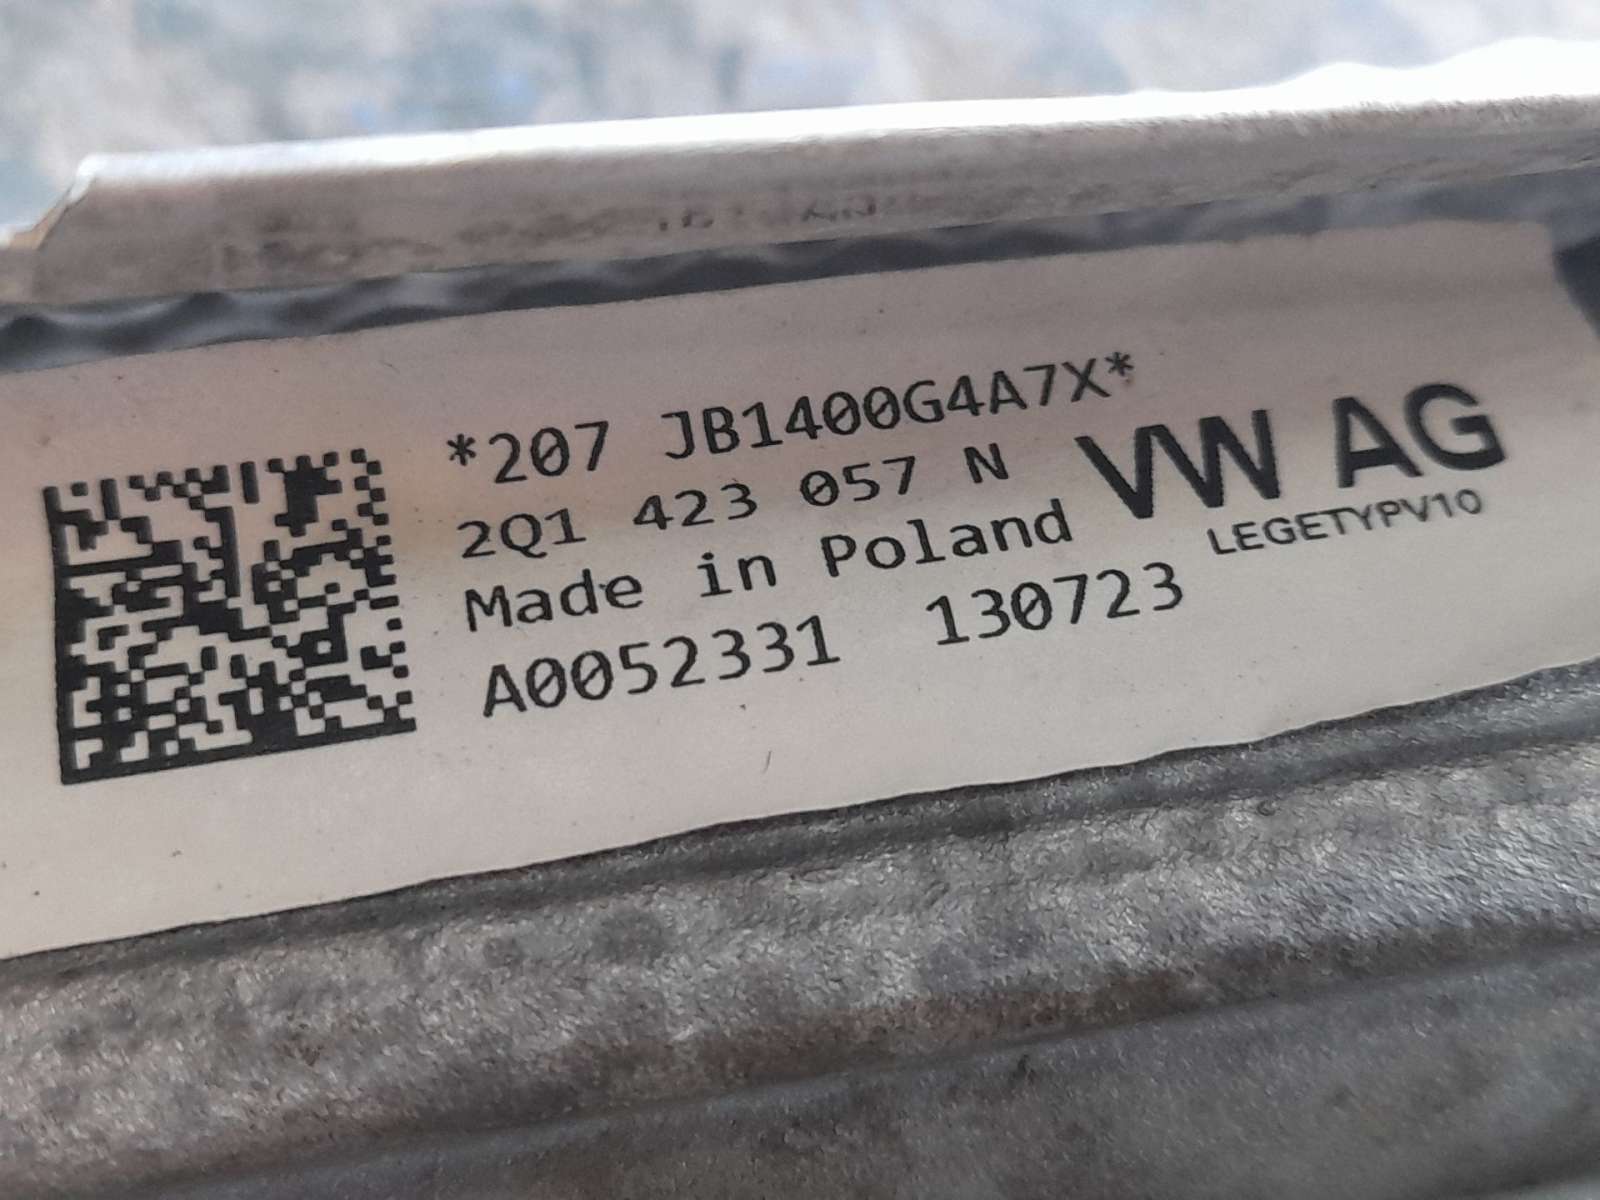 *207 JB1400G4A7X*
2Q1 423 057 N
VW AG
Made in Poland
LEGETYPV10
A0052331 130723